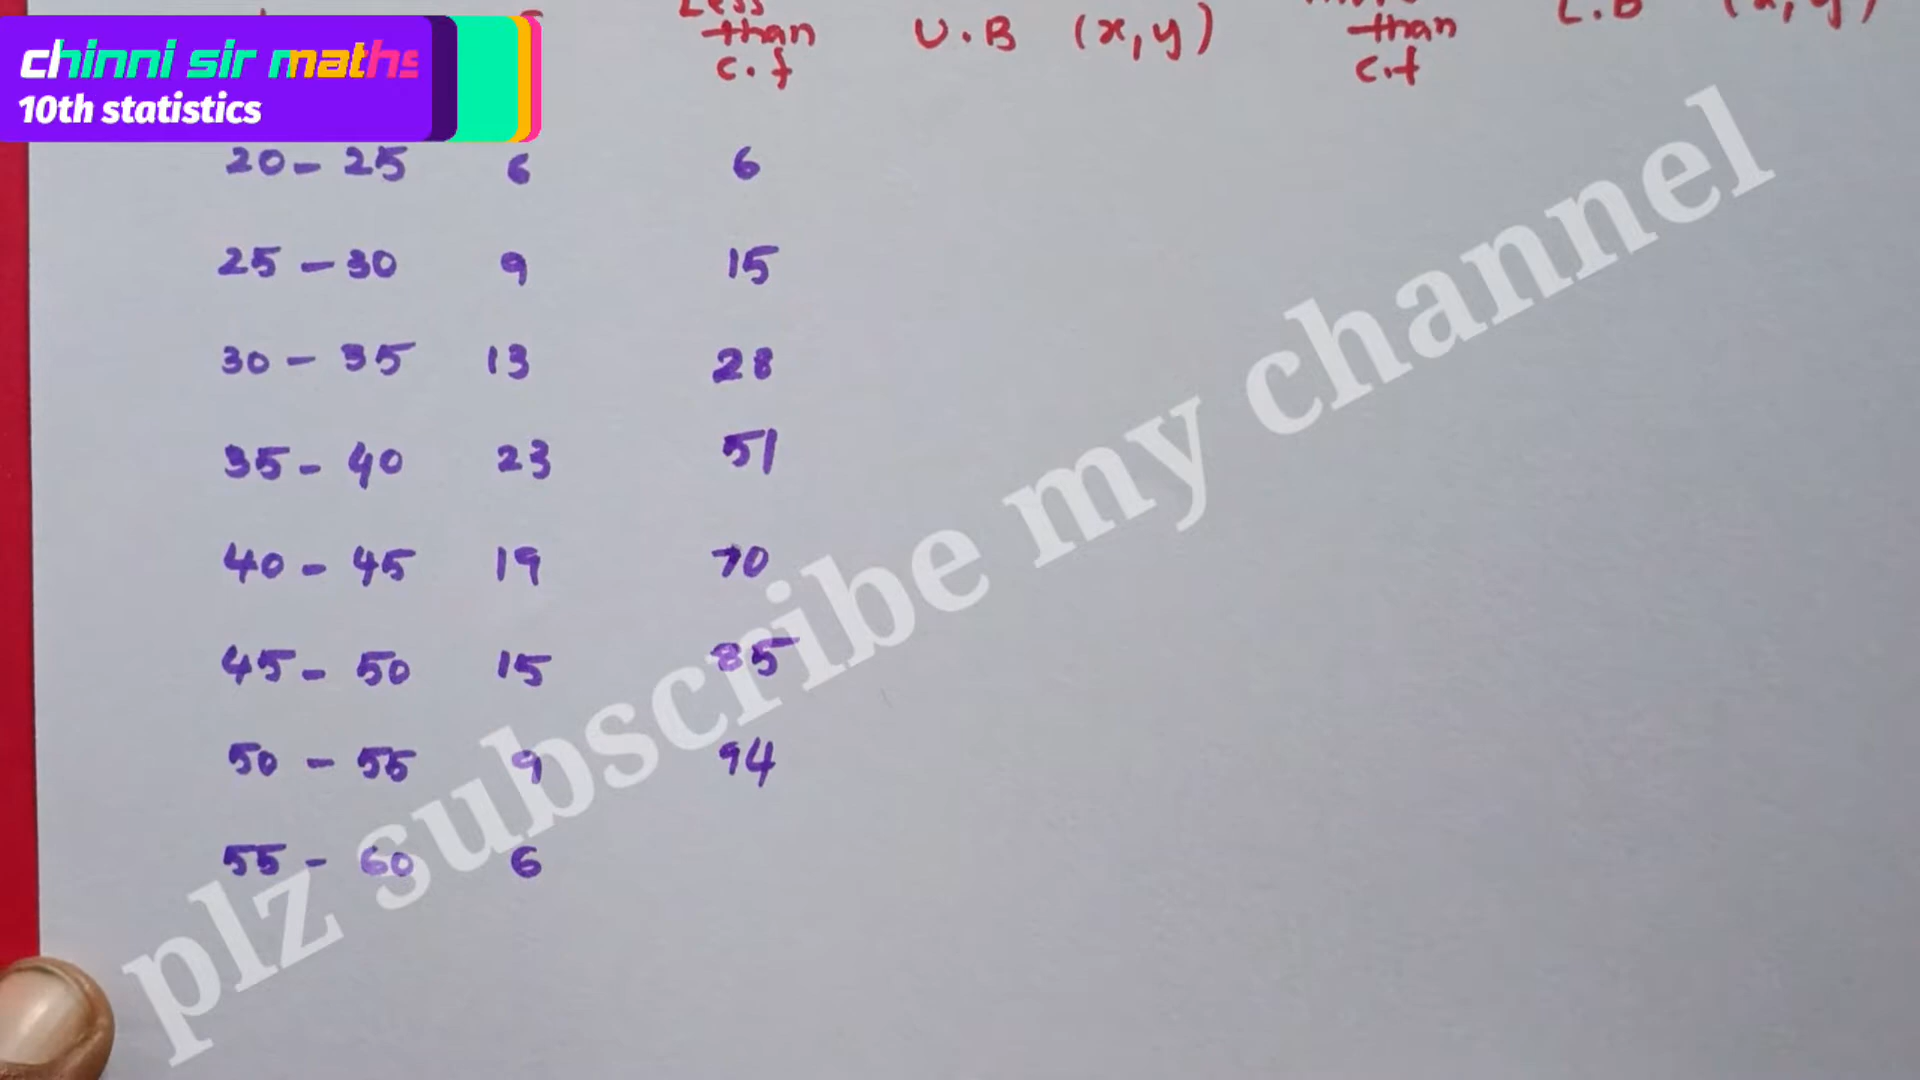 chinni sir maths
10th statistics
Less than c.f U.B (x,y) than c.f L.B (x,y)
20 - 25 6 6
25 - 30 9 15
30 - 35 13 28
35 - 40 23 51
40 - 45 19 70
45 - 50 15 85
50 - 55 9 94
55 - 60 6
plz subscribe my channel